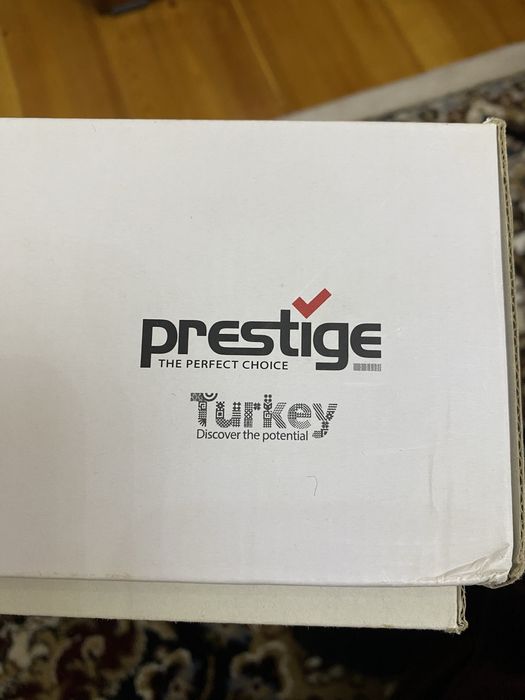 prestige
THE PERFECT CHOICE
Turkey
Discover the potential